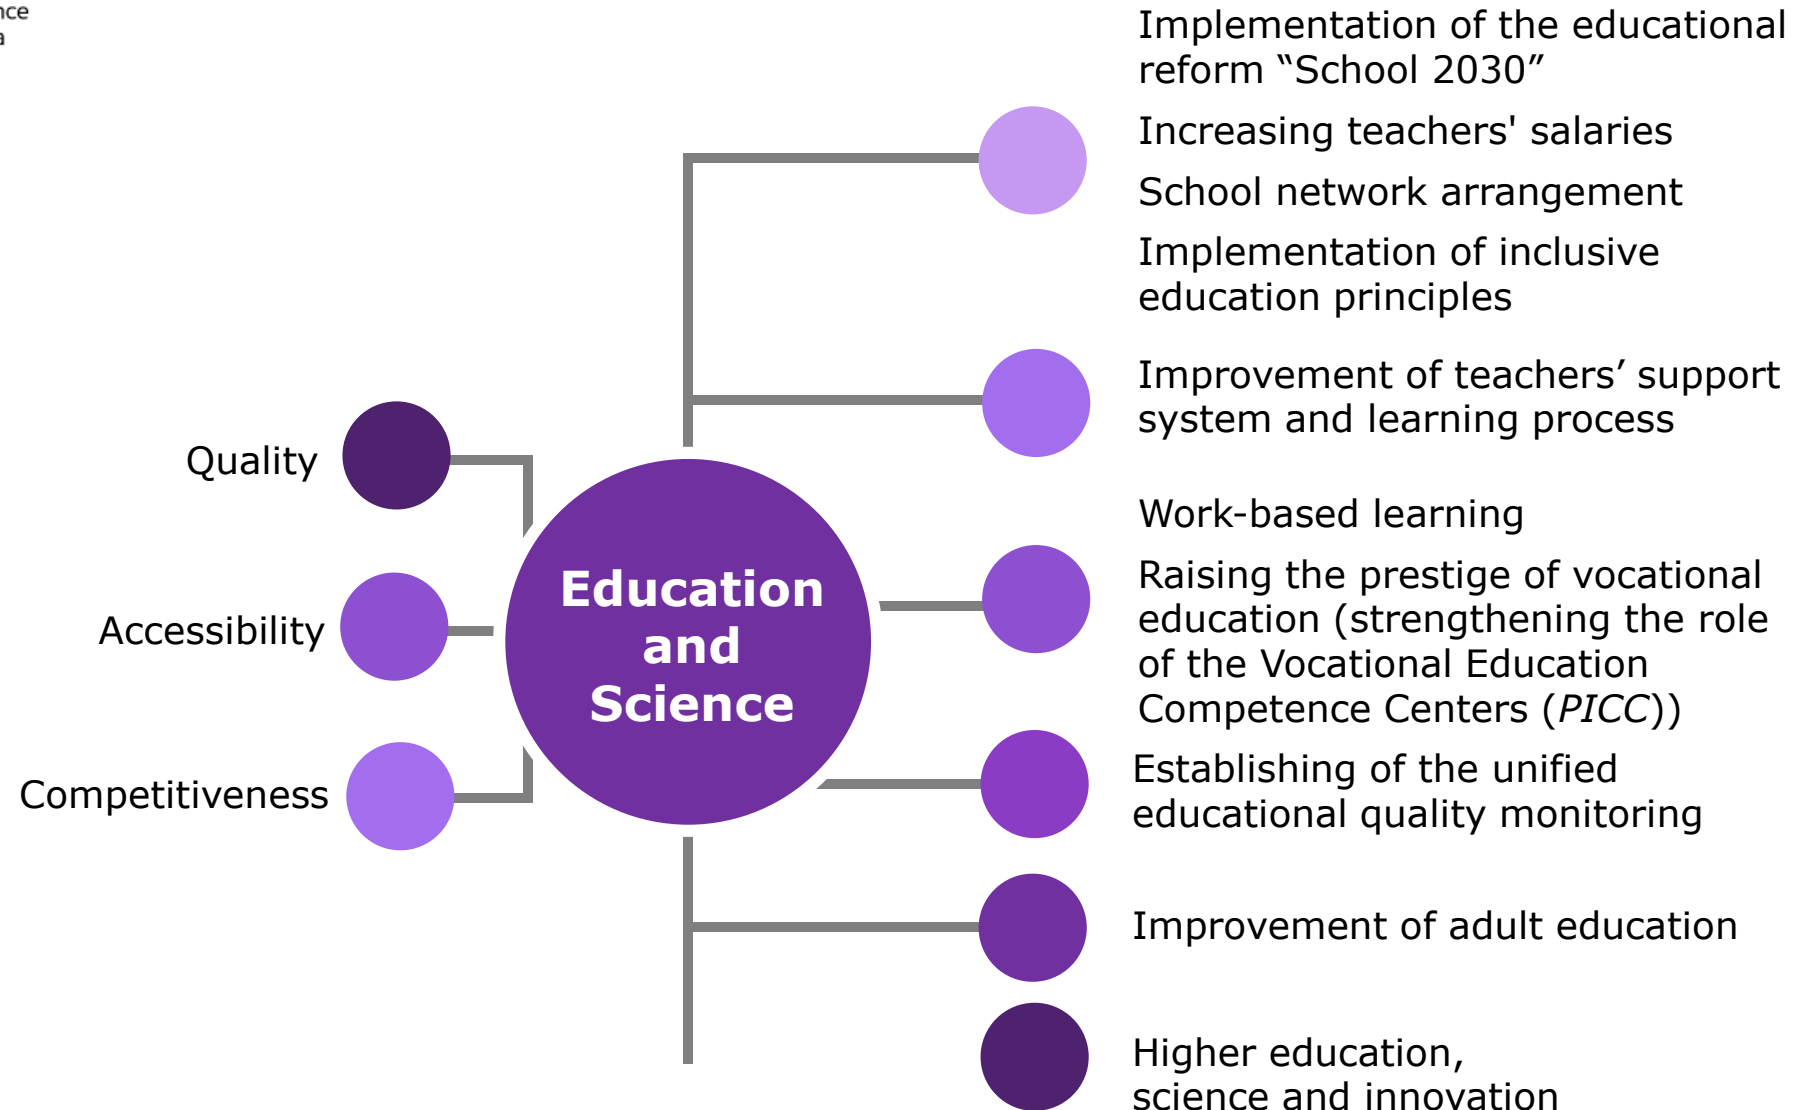 Implementation of the educational
reform “School 2030”
Increasing teachers' salaries
School network arrangement
Implementation of inclusive
education principles
Improvement of teachers’ support
system and learning process
Quality
Accessibility
Competitiveness
Education
and
Science
Work-based learning
Raising the prestige of vocational
education (strengthening the role
of the Vocational Education
Competence Centers (PICC))
Establishing of the unified
educational quality monitoring
Improvement of adult education
Higher education,
science and innovation